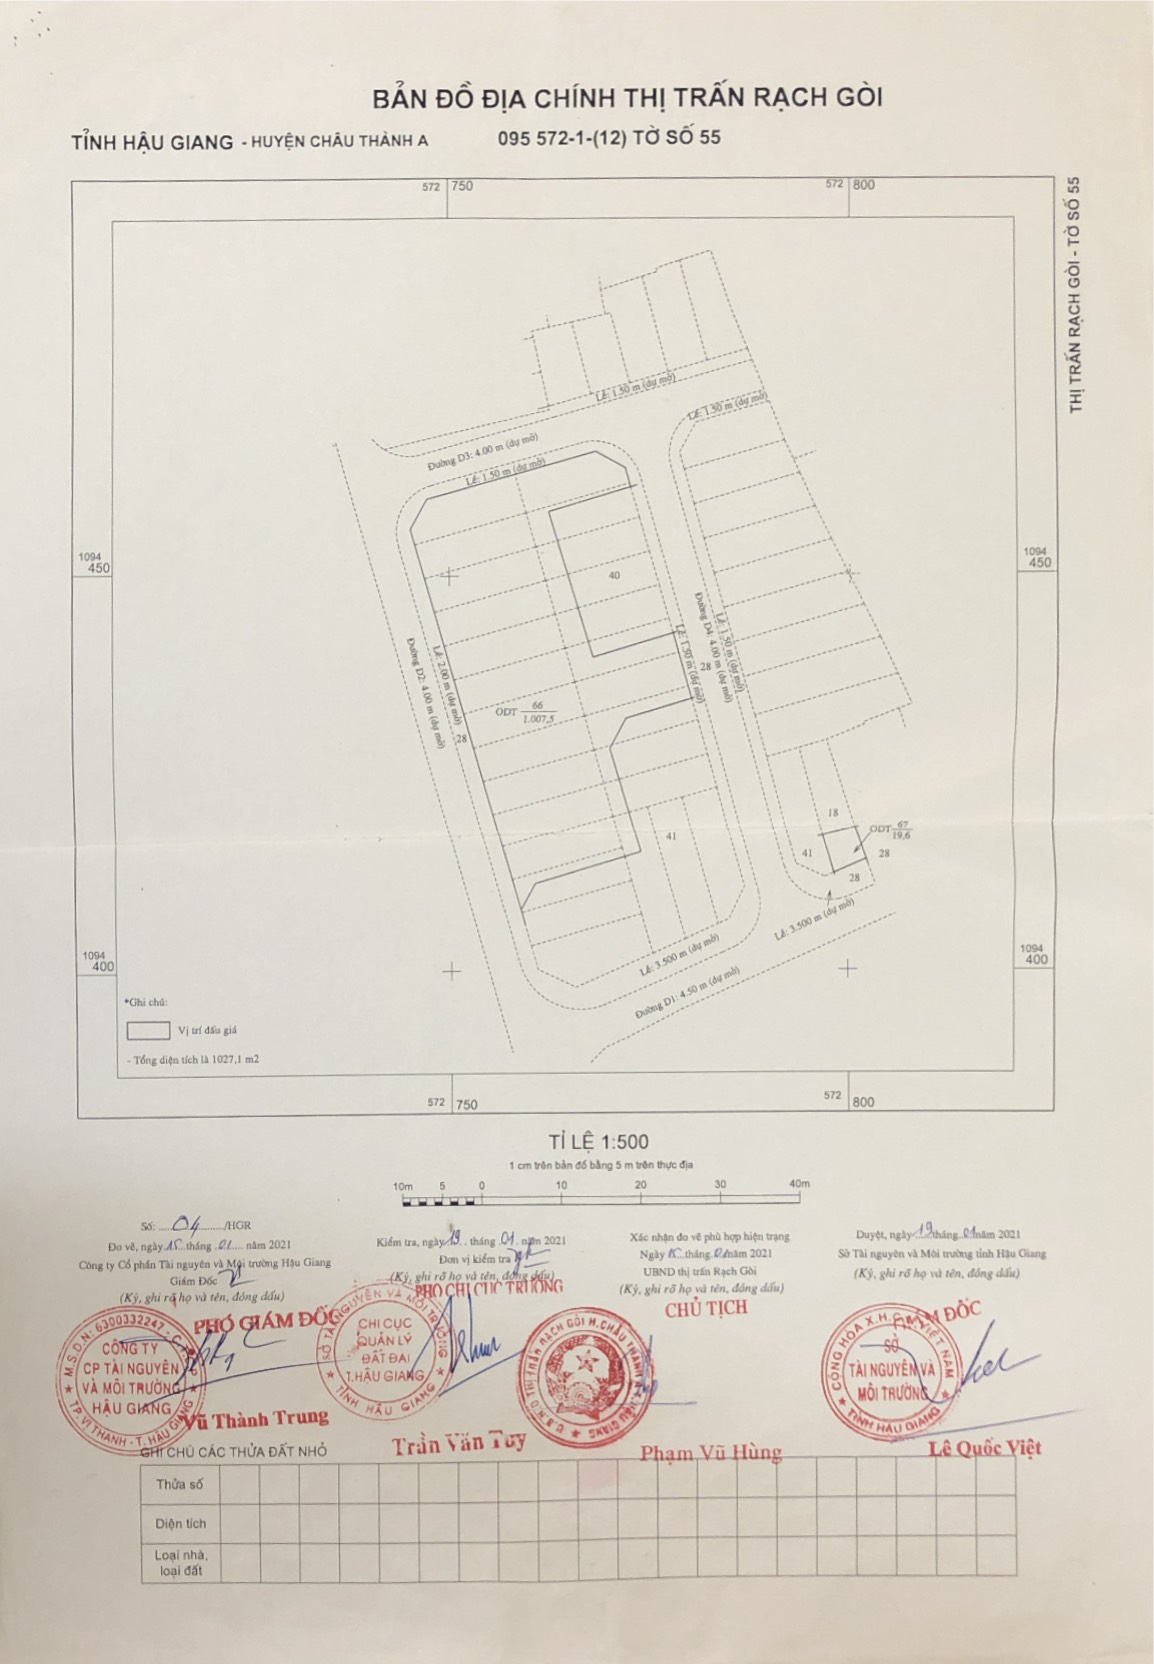 BẢN ĐỒ ĐỊA CHÍNH THỊ TRẤN RẠCH GÒI
TỈNH HẬU GIANG - HUYỆN CHÂU THÀNH A
095 572-1-(12) TỜ SỐ 55
THỊ TRẤN RẠCH GÒI - TỜ SỐ 55
572 750
572 800
Lề: 1.50 m (dự mở)
Lề: 1.50 m (dự mở)
Đường D3: 4.00 m (dự mở)
Lề: 1.50 m (dự mở)
1094
450
1094
450
40
Đường D2: 4.00 m (dự mở)
Lề: 2.00 m (dự mở)
28
ODT 66
1.007,5
Lề: 1.50 m (dự mở)
28
Đường D4: 4.00 m (dự mở)
Lề: 1.50 m (dự mở)
41
18
ODT 67
19,6
41
28
28
Lề: 3.500 m (dự mở)
Lề: 3.500 m (dự mở)
Đường D1: 4.50 m (dự mở)
1094
400
1094
400
*Ghi chú:
Vị trí đấu giá
- Tổng diện tích là 1027,1 m2
572 750
572 800
TỈ LỆ 1:500
1 cm trên bản đồ bằng 5 m trên thực địa
10m 5 0 10 20 30 40m
Số: 04 /HGR
Đo vẽ, ngày 15 tháng 01 năm 2021
Công ty Cổ phần Tài nguyên và Môi trường Hậu Giang
Giám Đốc
(Ký, ghi rõ họ và tên, đóng dấu)
PHÓ GIÁM ĐỐC
M.S.D.N: 6300332247
CÔNG TY
CP TÀI NGUYÊN
VÀ MÔI TRƯỜNG
HẬU GIANG
TP.VỊ THANH - T. HẬU GIANG
Vũ Thành Trung
Kiểm tra, ngày 19 tháng 01 năm 2021
Đơn vị kiểm tra
(Ký, ghi rõ họ và tên, đóng dấu)
PHÓ CHI CỤC TRƯỞNG
SỞ TÀI NGUYÊN VÀ MÔI TRƯỜNG
CHI CỤC
QUẢN LÝ
ĐẤT ĐAI
T.HẬU GIANG
TỈNH HẬU GIANG
Trần Văn Tuy
Xác nhận đo vẽ phù hợp hiện trạng
Ngày 15 tháng 01 năm 2021
UBND thị trấn Rạch Gòi
(Ký, ghi rõ họ và tên, đóng dấu)
CHỦ TỊCH
Phạm Vũ Hùng
Duyệt, ngày 19 tháng 01 năm 2021
Sở Tài nguyên và Môi trường tỉnh Hậu Giang
(Ký, ghi rõ họ và tên, đóng dấu)
GIÁM ĐỐC
CỘNG HÒA X.H.C.N VIỆT NAM
SỞ
TÀI NGUYÊN VÀ
MÔI TRƯỜNG
TỈNH HẬU GIANG
Lê Quốc Việt
GHI CHÚ CÁC THỬA ĐẤT NHỎ
Thửa số
Diện tích
Loại nhà,
loại đất